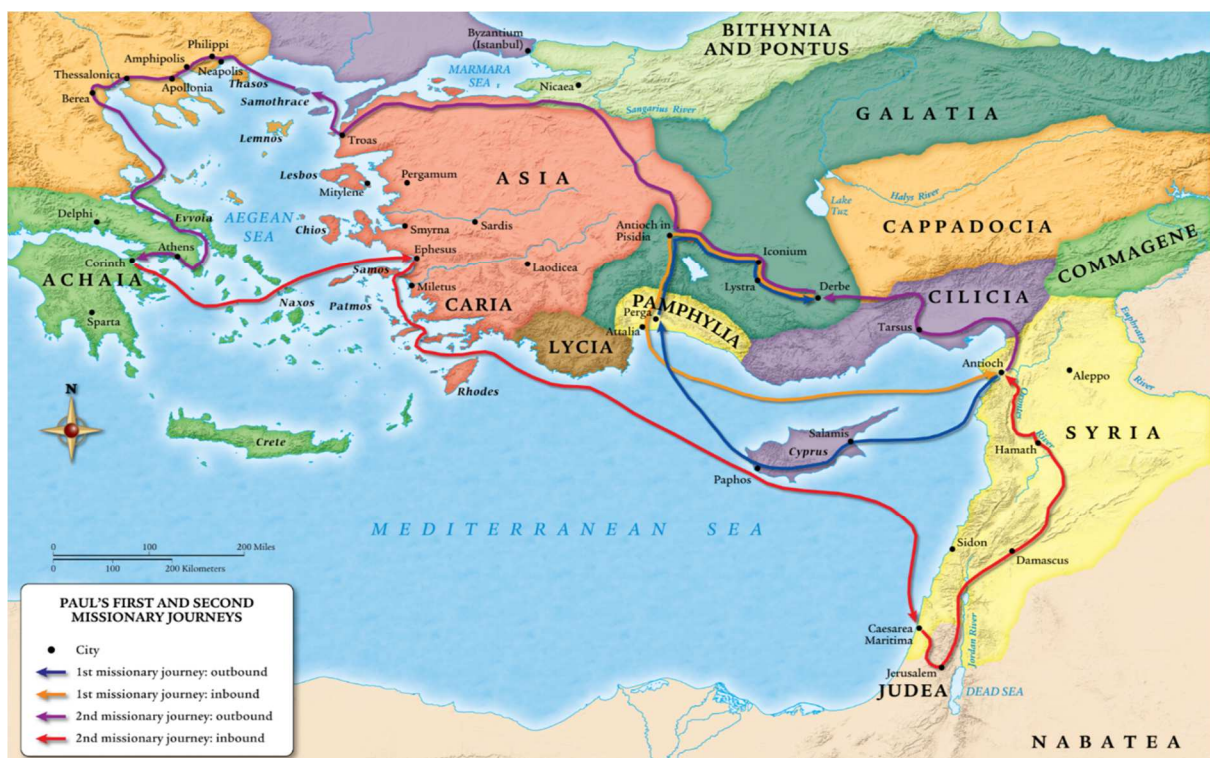 BITHYNIA
AND PONTUS
Byzantium
(Istanbul)
Philippi
Amphipolis
Neapolis
Thessalonica
Apollonia
Thasos
Berea
Samothrace
MARMARA
SEA
Nicaea
Sangarius River
GALATIA
Lemnos
Troas
Lesbos
Mitylene
Pergamum
ASIA
Halys River
Lake
Tuz
CAPPADOCIA
COMMAGENE
Delphi
Evvoia
AEGEAN
SEA
Chios
Smyrna
Sardis
Antioch in
Pisidia
Iconium
Athens
Corinth
ACHAIA
Ephesus
Samos
Laodicea
Lystra
Derbe
CILICIA
Euphrates
River
Miletus
CARIA
Naxos
Patmos
Sparta
PAMPHYLIA
Perga
Attalia
LYCIA
Tarsus
Antioch
Aleppo
Rhodes
N
Crete
Salamis
Cyprus
Paphos
Orontes
River
Hamath
SYRIA
MEDITERRANEAN SEA
Sidon
Damascus
0 100 200 Miles
0 100 200 Kilometers
Caesarea
Maritima
Jordan River
Jerusalem
JUDEA
DEAD SEA
NABATEA
PAUL'S FIRST AND SECOND
MISSIONARY JOURNEYS
City
1st missionary journey: outbound
1st missionary journey: inbound
2nd missionary journey: outbound
2nd missionary journey: inbound